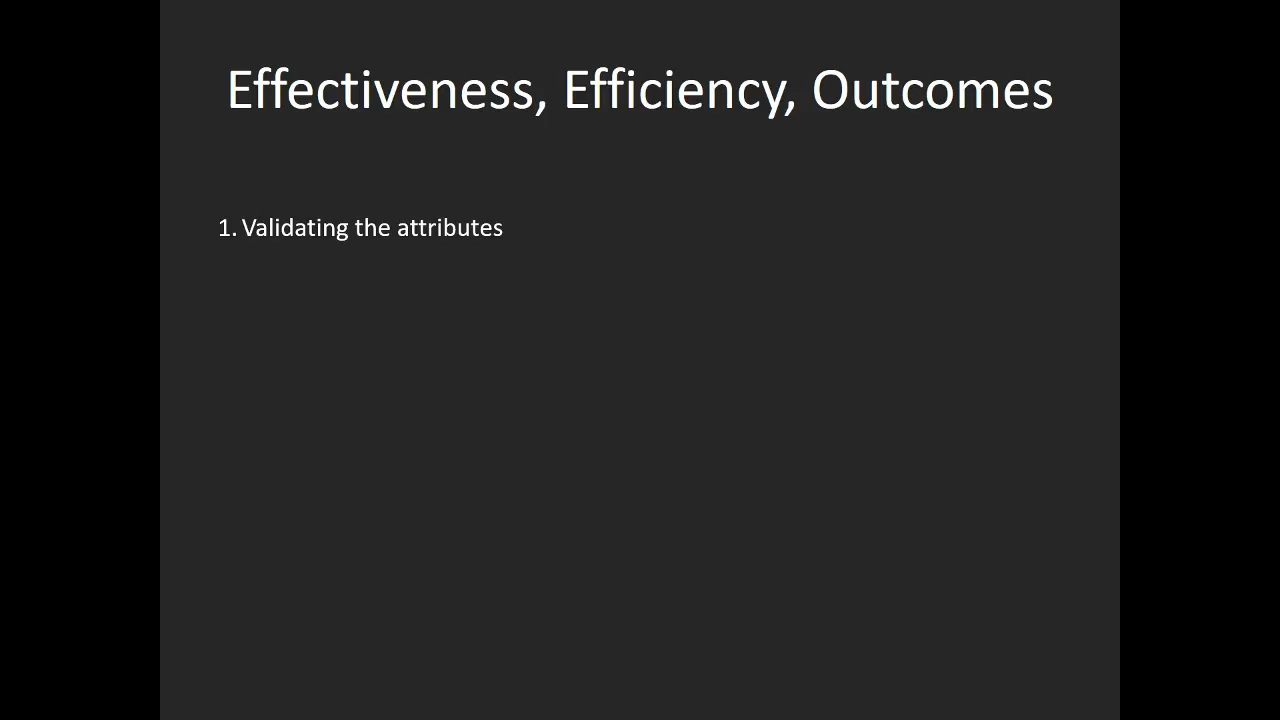 Effectiveness, Efficiency, Outcomes
1. Validating the attributes